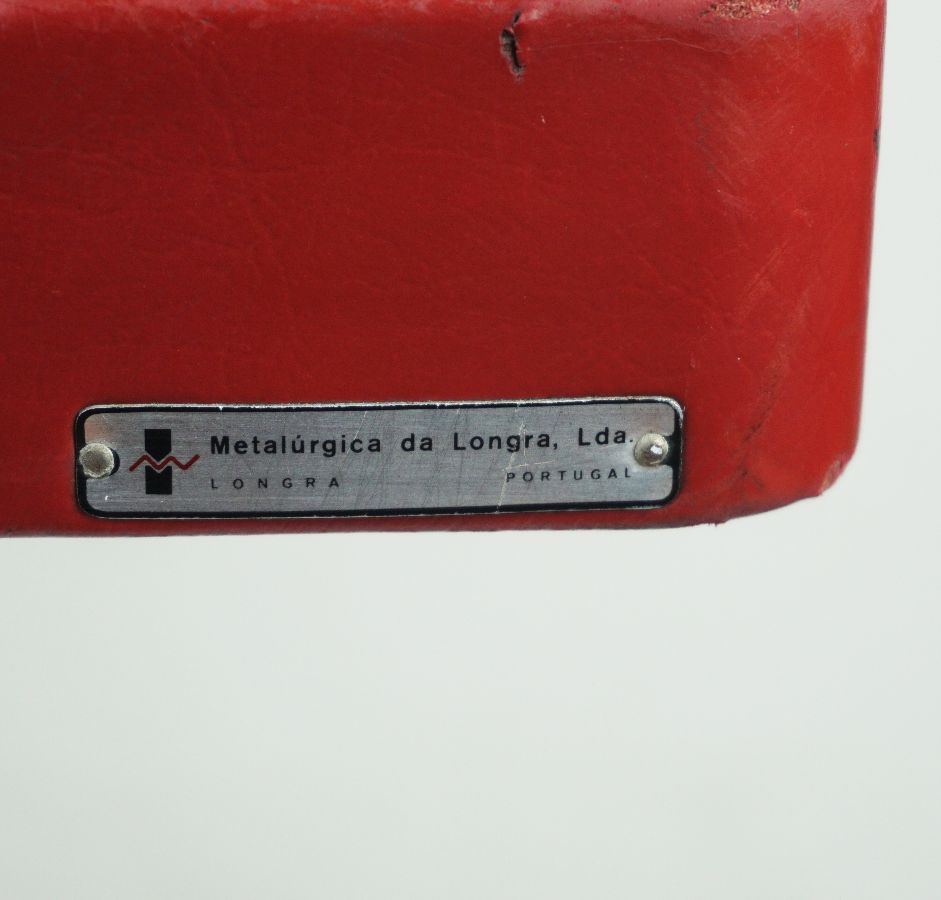 Metalúrgica da Longra, Lda.
LONGRA PORTUGAL